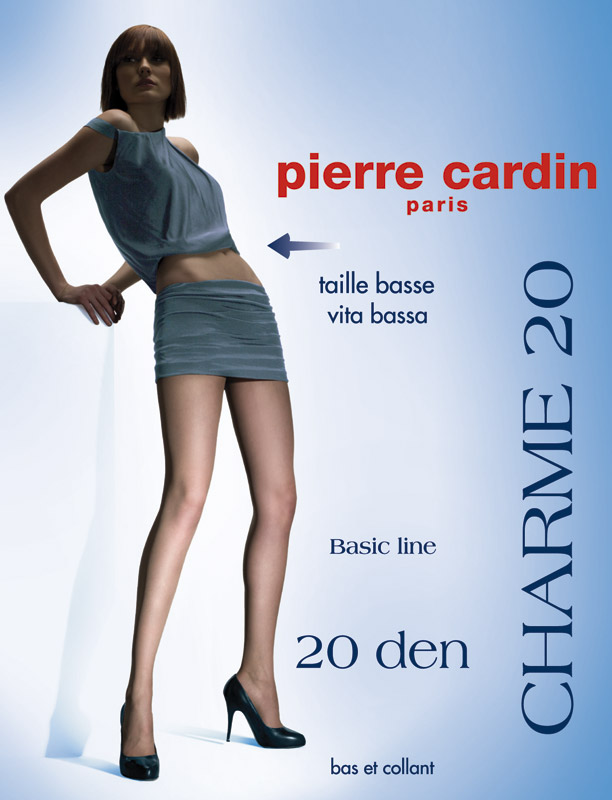 pierre cardin
paris
taille basse
vita bassa
CHARME 20
Basic line
20 den
bas et collant